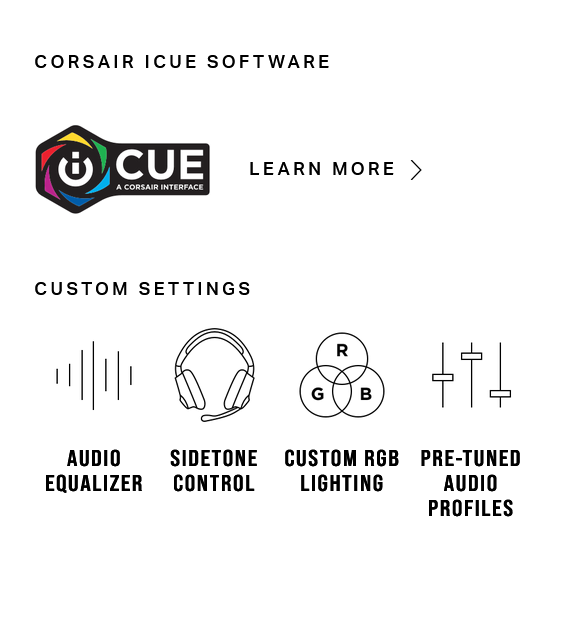 CORSAIR ICUE SOFTWARE
i CUE
A CORSAIR INTERFACE
LEARN MORE
CUSTOM SETTINGS
R
G B
AUDIO
EQUALIZER
SIDETONE
CONTROL
CUSTOM RGB
LIGHTING
PRE-TUNED
AUDIO
PROFILES